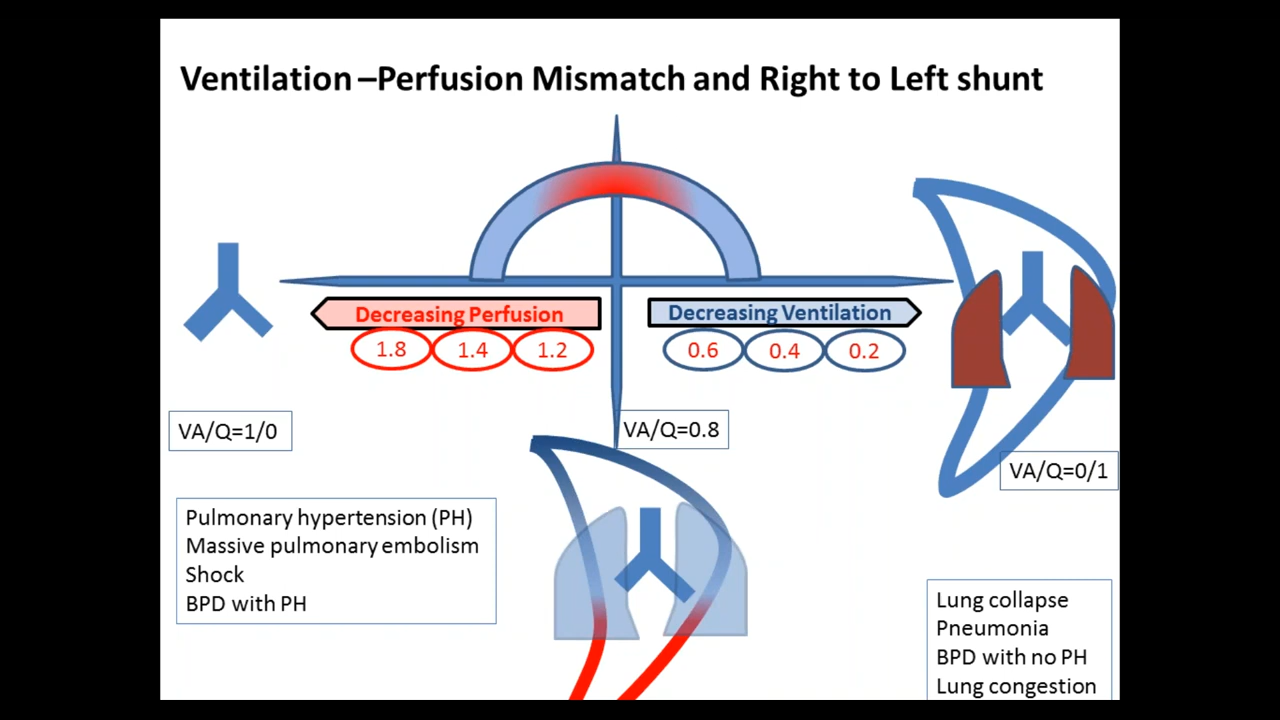 Ventilation –Perfusion Mismatch and Right to Left shunt
Decreasing Perfusion
Decreasing Ventilation
1.8
1.4
1.2
0.6
0.4
0.2
VA/Q=1/0
VA/Q=0.8
VA/Q=0/1
Pulmonary hypertension (PH)
Massive pulmonary embolism
Shock
BPD with PH
Lung collapse
Pneumonia
BPD with no PH
Lung congestion